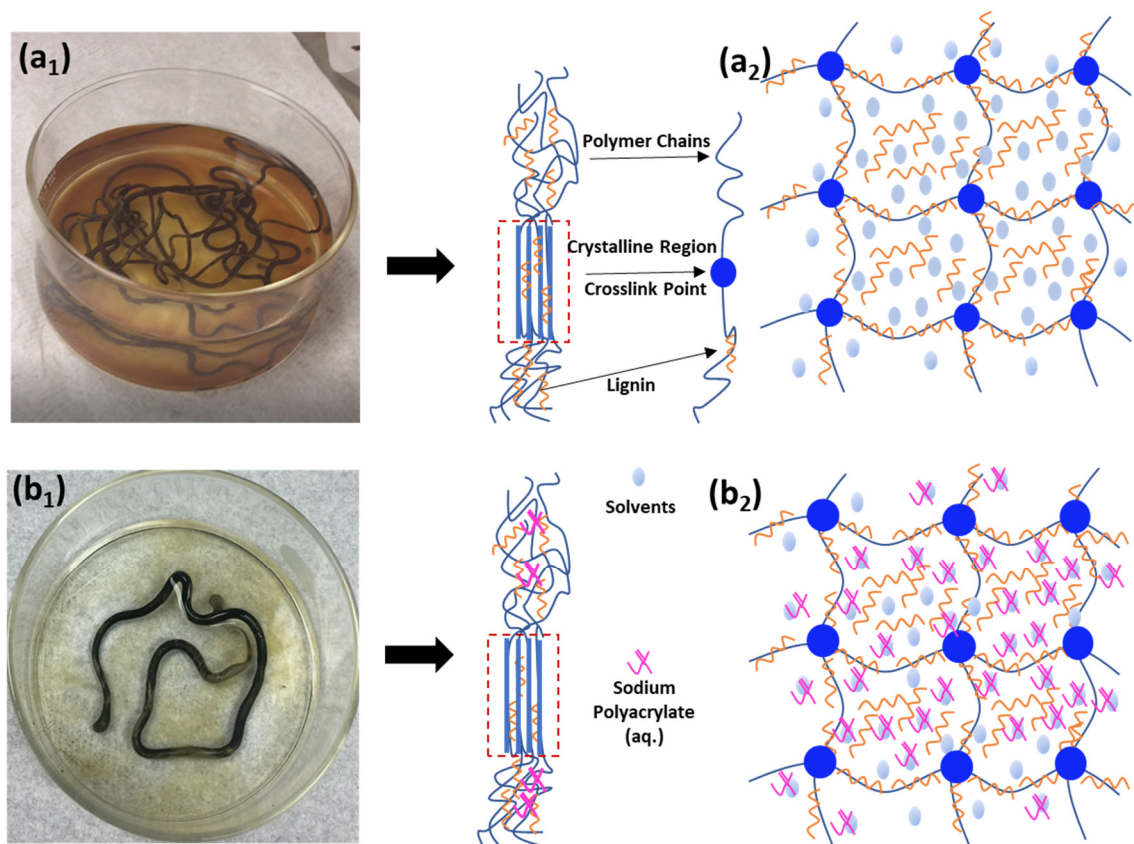 (a₁)
(a₂)
Polymer Chains
Crystalline Region
Crosslink Point
Lignin
(b₁)
(b₂)
Solvents
Sodium
Polyacrylate
(aq.)